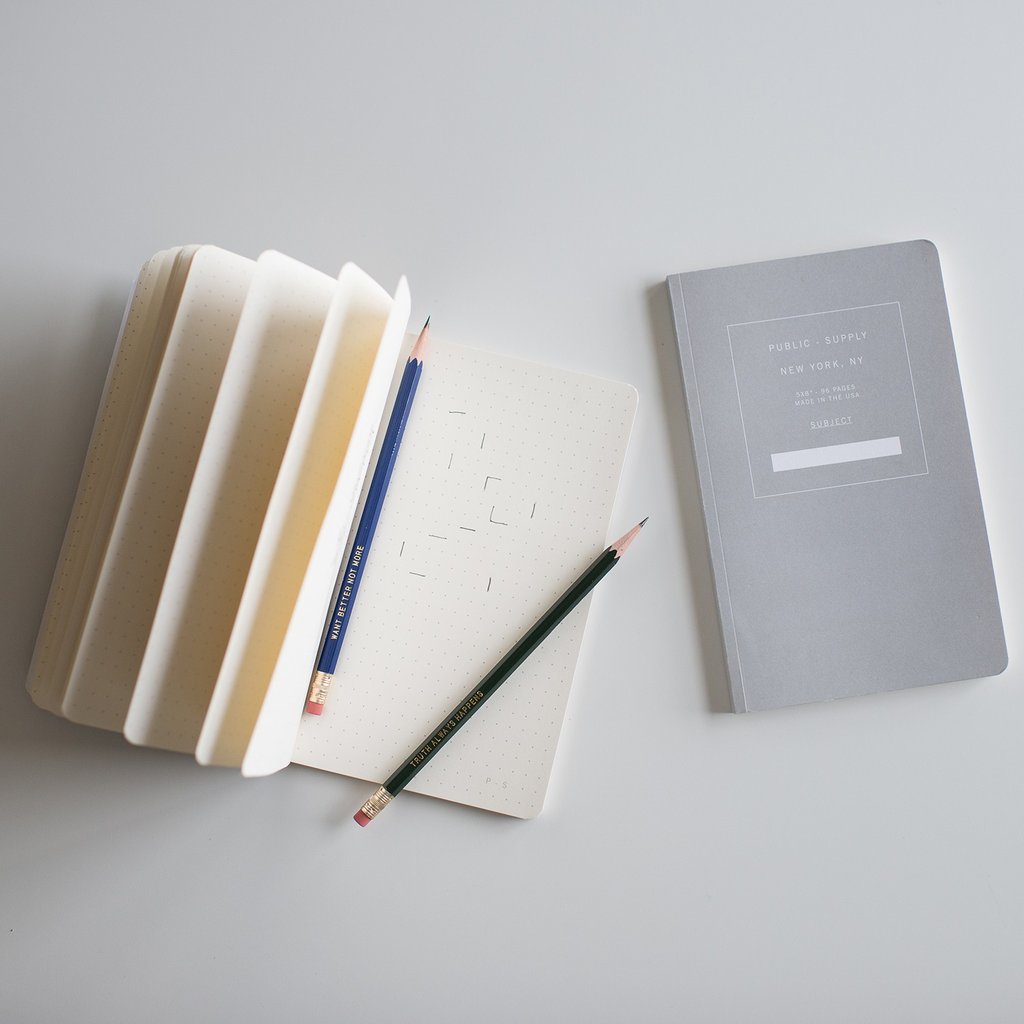 WANT BETTER NOT MORE
TRUTH ALWAYS HAPPENS
P - S
PUBLIC - SUPPLY
NEW YORK, NY
5X8" - 96 PAGES
MADE IN THE USA
SUBJECT